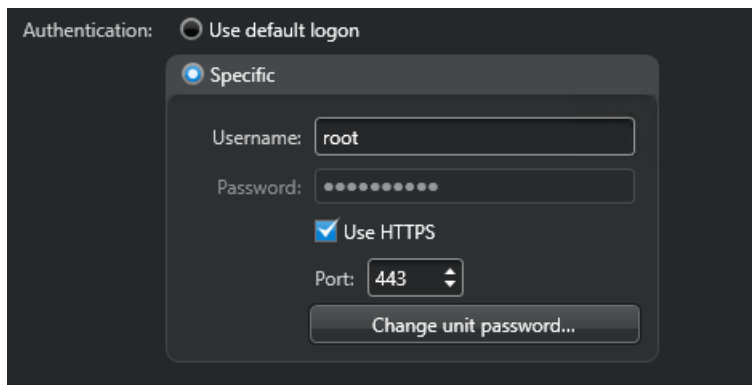 Authentication: Use default logon
Specific
Username: root
Password: ••••••••••
Use HTTPS
Port: 443
Change unit password...